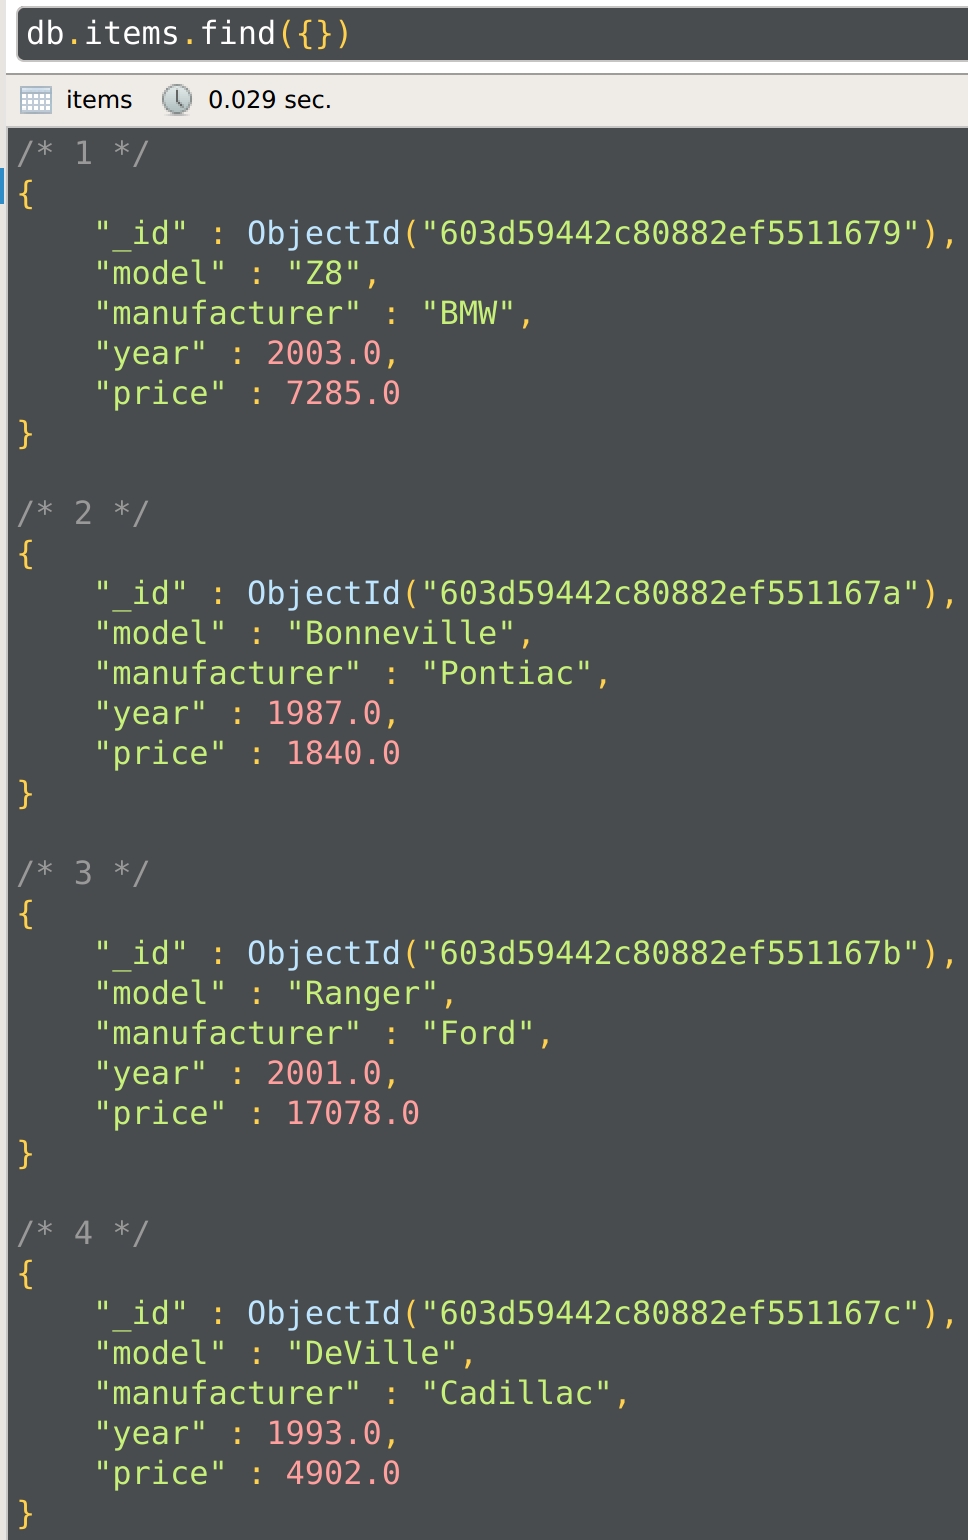 db.items.find({})
items 0.029 sec.
/* 1 */
{
    "_id" : ObjectId("603d59442c80882ef5511679"),
    "model" : "Z8",
    "manufacturer" : "BMW",
    "year" : 2003.0,
    "price" : 7285.0
}

/* 2 */
{
    "_id" : ObjectId("603d59442c80882ef551167a"),
    "model" : "Bonneville",
    "manufacturer" : "Pontiac",
    "year" : 1987.0,
    "price" : 1840.0
}

/* 3 */
{
    "_id" : ObjectId("603d59442c80882ef551167b"),
    "model" : "Ranger",
    "manufacturer" : "Ford",
    "year" : 2001.0,
    "price" : 17078.0
}

/* 4 */
{
    "_id" : ObjectId("603d59442c80882ef551167c"),
    "model" : "DeVille",
    "manufacturer" : "Cadillac",
    "year" : 1993.0,
    "price" : 4902.0
}